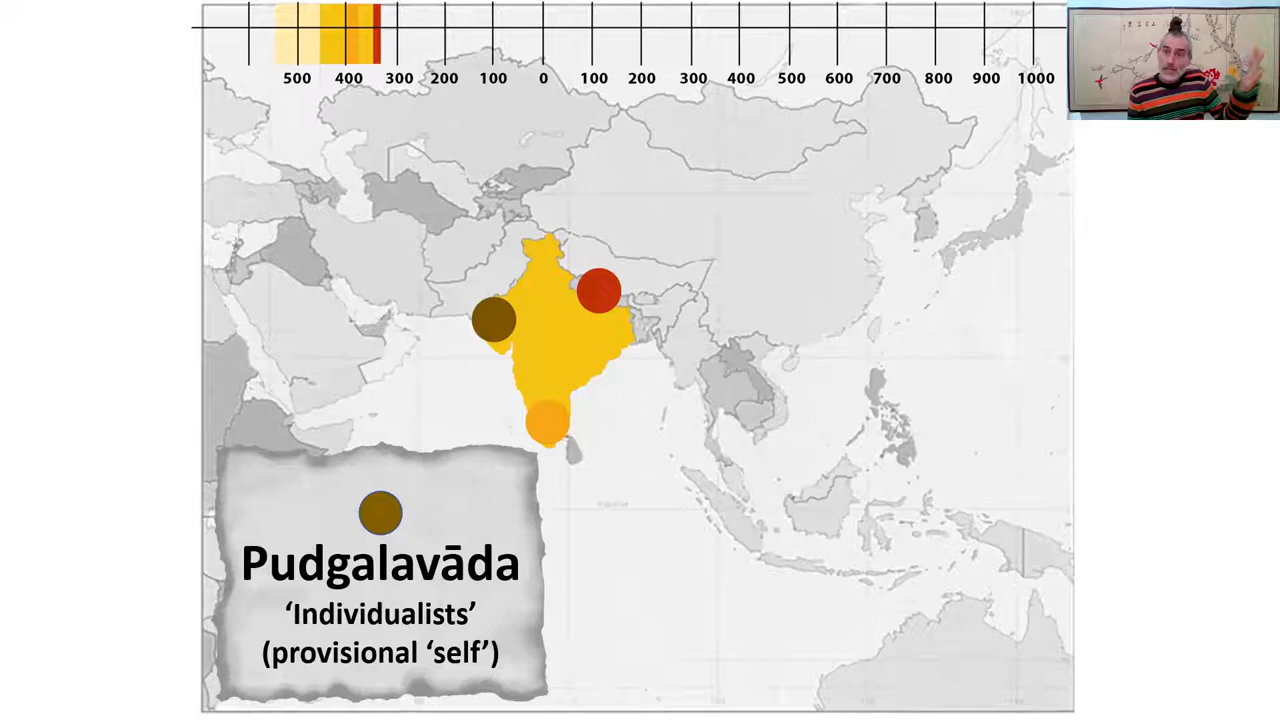 500 400 300 200 100 0 100 200 300 400 500 600 700 800 900 1000
Pudgalavāda
‘Individualists’
(provisional ‘self’)